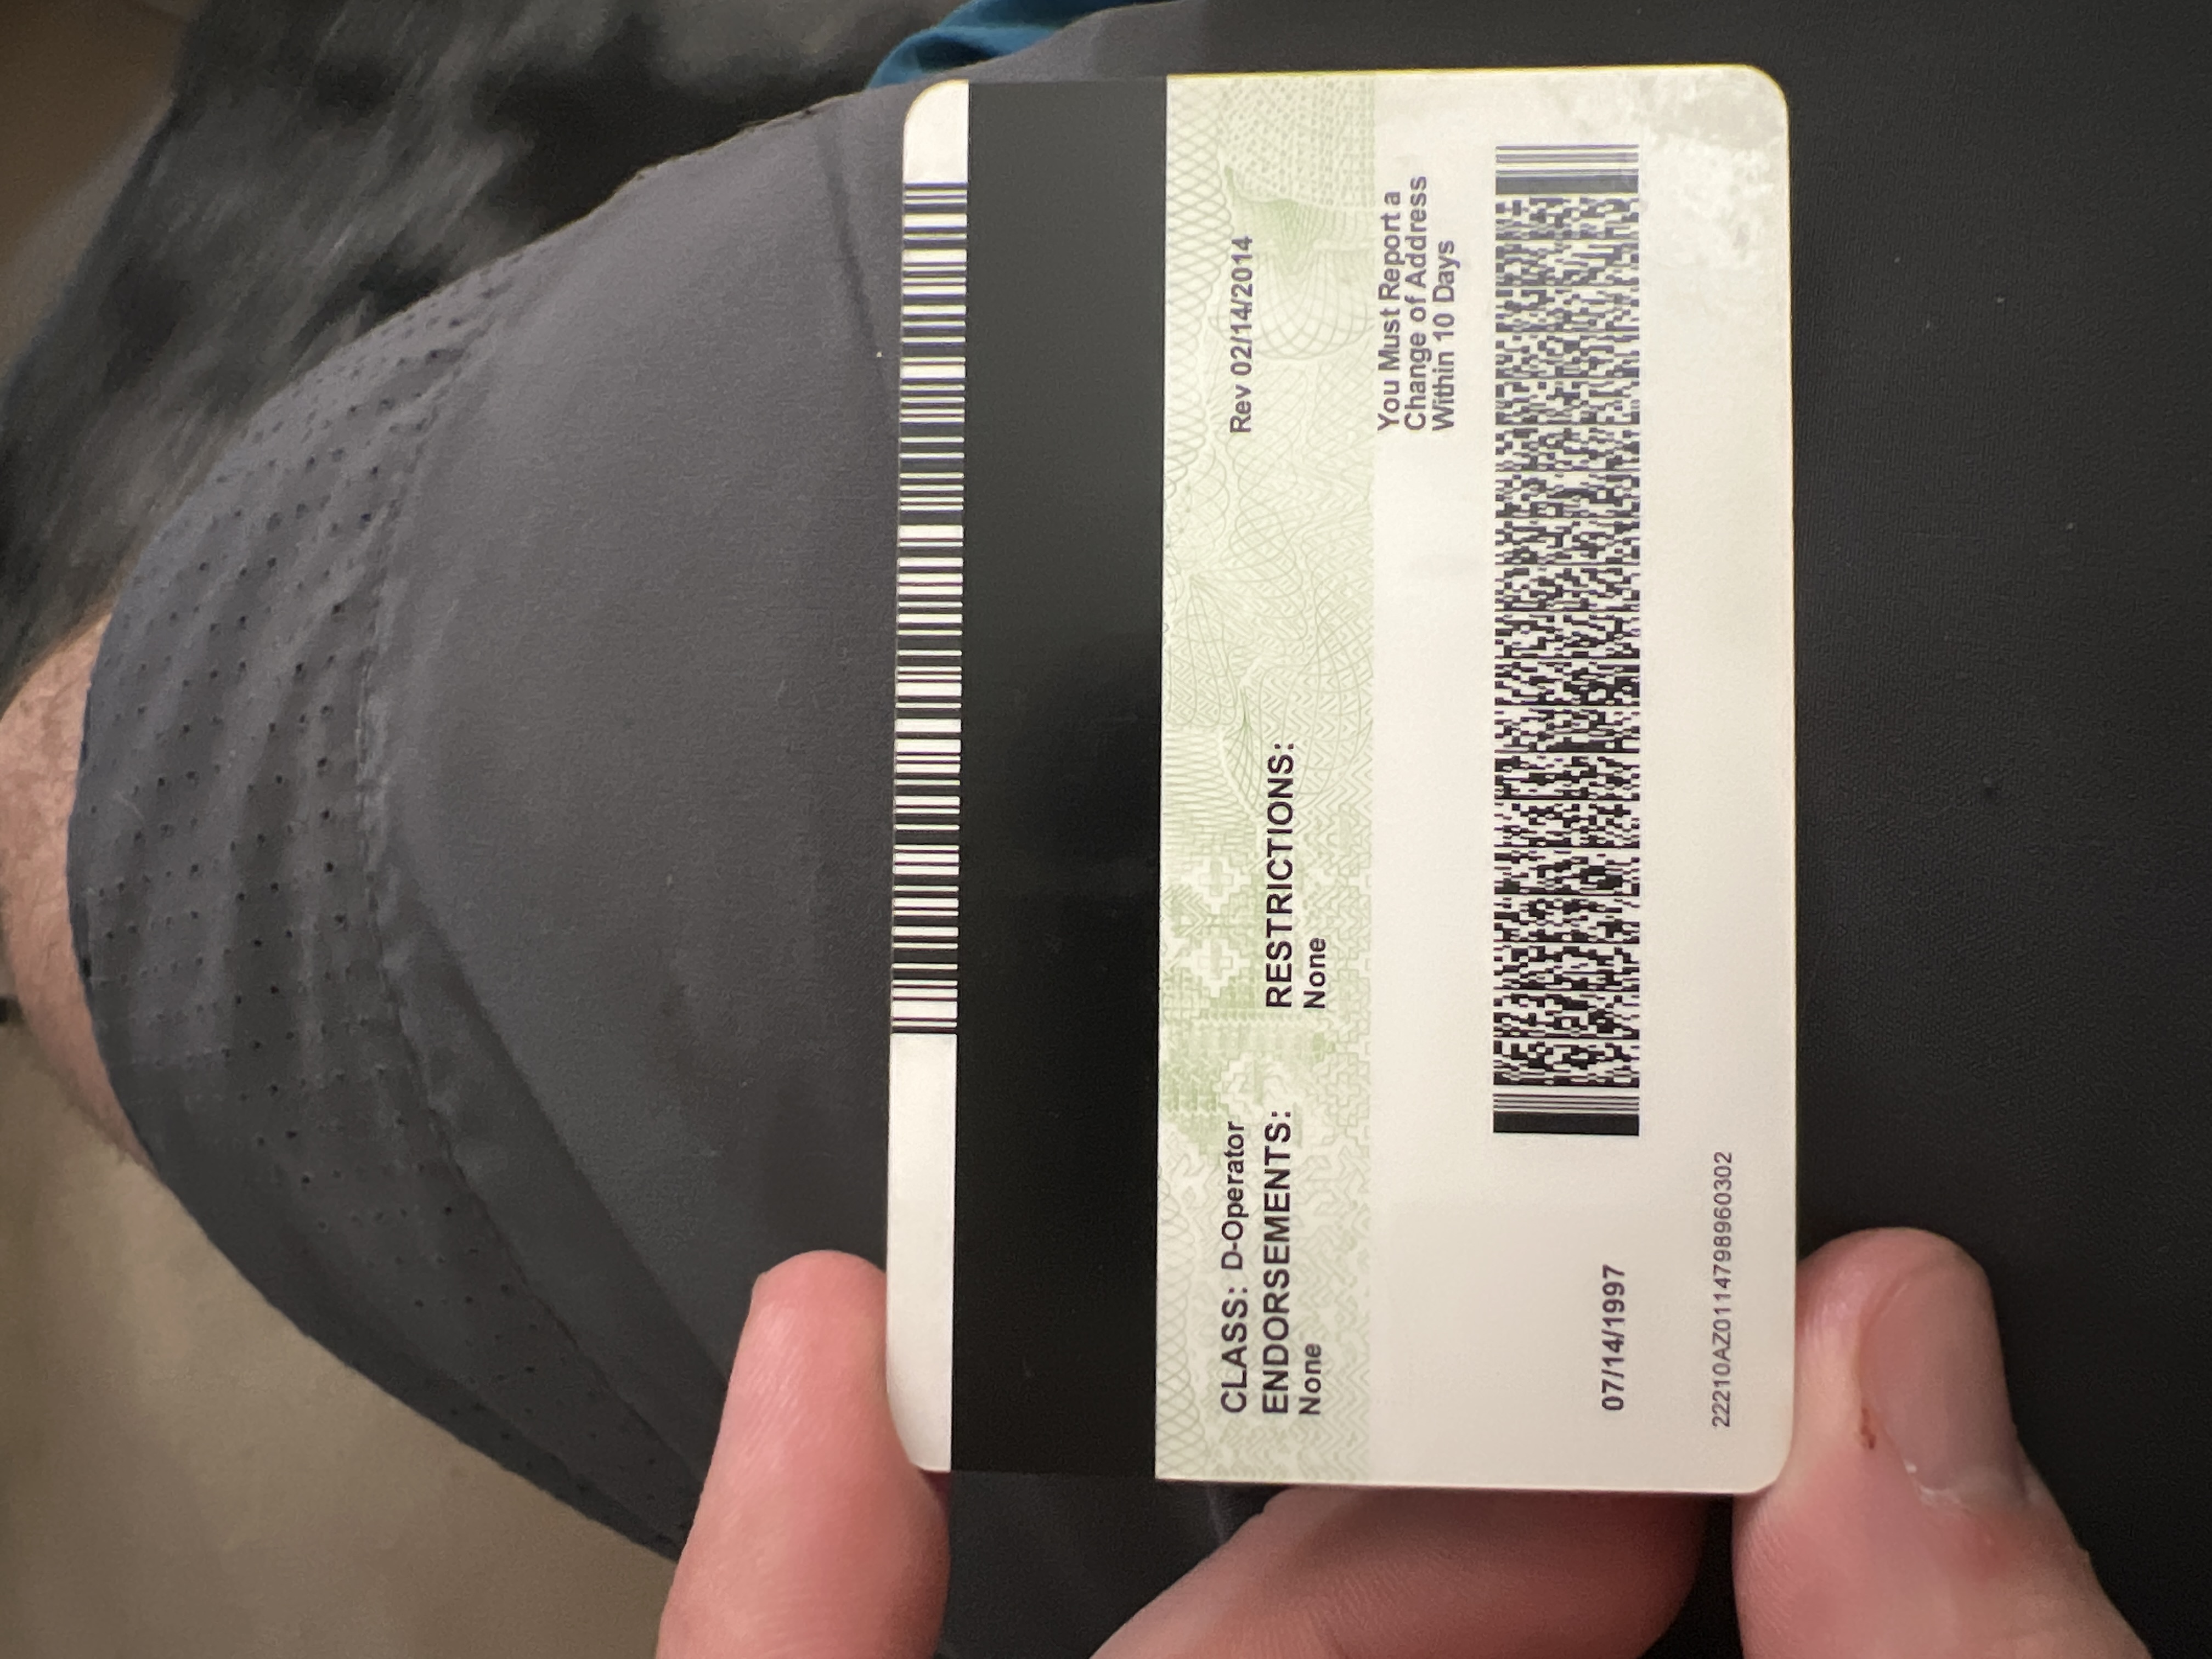 CLASS: D-Operator
ENDORSEMENTS:
None
RESTRICTIONS:
None
Rev 02/14/2014
You Must Report a
Change of Address
Within 10 Days
07/14/1997
22210AZ0114798960302